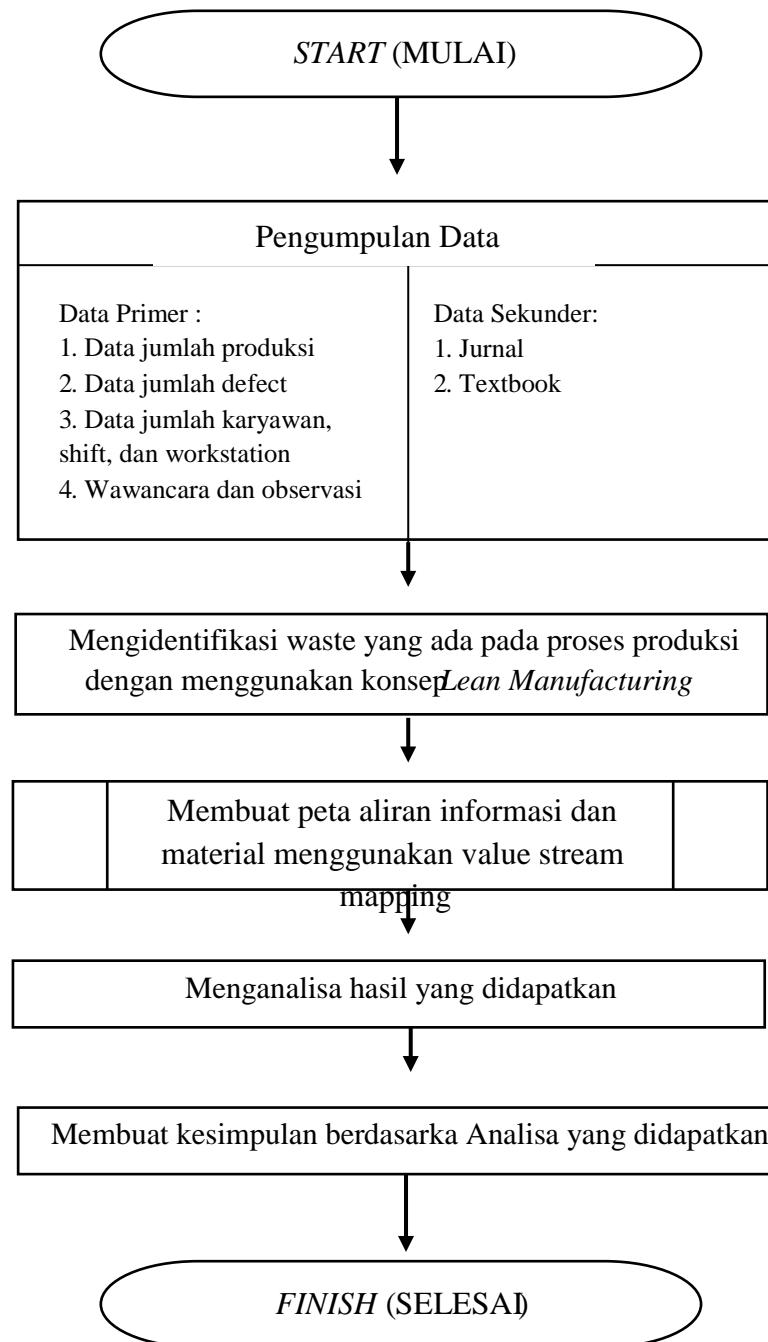 START (MULAI)
Pengumpulan Data
Data Primer :
1. Data jumlah produksi
2. Data jumlah defect
3. Data jumlah karyawan,
shift, dan workstation
4. Wawancara dan observasi
Data Sekunder:
1. Jurnal
2. Textbook
Mengidentifikasi waste yang ada pada proses produksi
dengan menggunakan konsep Lean Manufacturing
Membuat peta aliran informasi dan
material menggunakan value stream
mapping
Menganalisa hasil yang didapatkan
Membuat kesimpulan berdasarka Analisa yang didapatkan
FINISH (SELESAI)